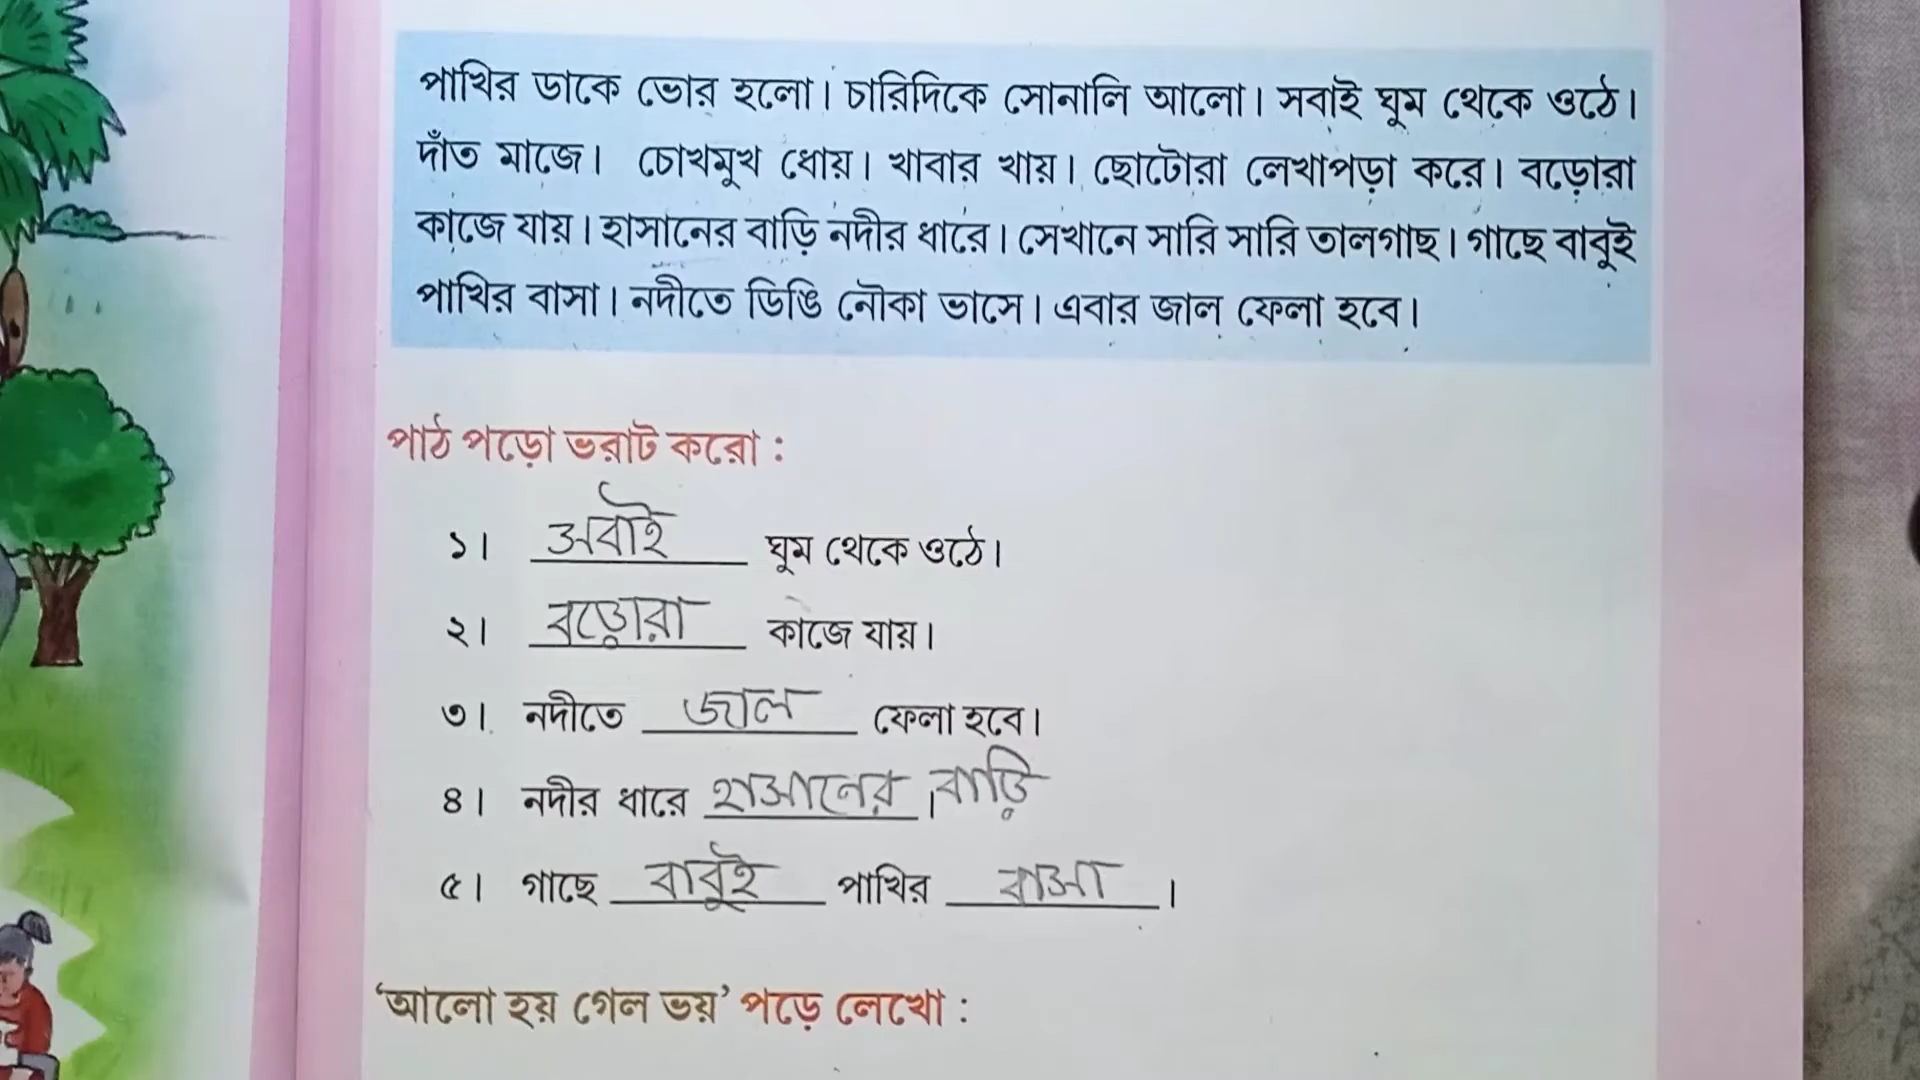 পাখির ডাকে ভোর হলো। চারিদিকে সোনালি আলো। সবাই ঘুম থেকে ওঠে।
দাঁত মাজে। চোখমুখ ধোয়। খাবার খায়। ছোটোরা লেখাপড়া করে। বড়োরা
কাজে যায়। হাসানের বাড়ি নদীর ধারে। সেখানে সারি সারি তালগাছ। গাছে বাবুই
পাখির বাসা। নদীতে ডিঙি নৌকা ভাসে। এবার জাল ফেলা হবে।
পাঠ পড়ো ভরাট করো :
১। সবাই ঘুম থেকে ওঠে।
২। বড়োরা কাজে যায়।
৩। নদীতে জাল ফেলা হবে।
৪। নদীর ধারে হাসানের । বাড়ি
৫। গাছে বাবুই পাখির বাসা ।
‘আলো হয় গেল ভয়’ পড়ে লেখো :